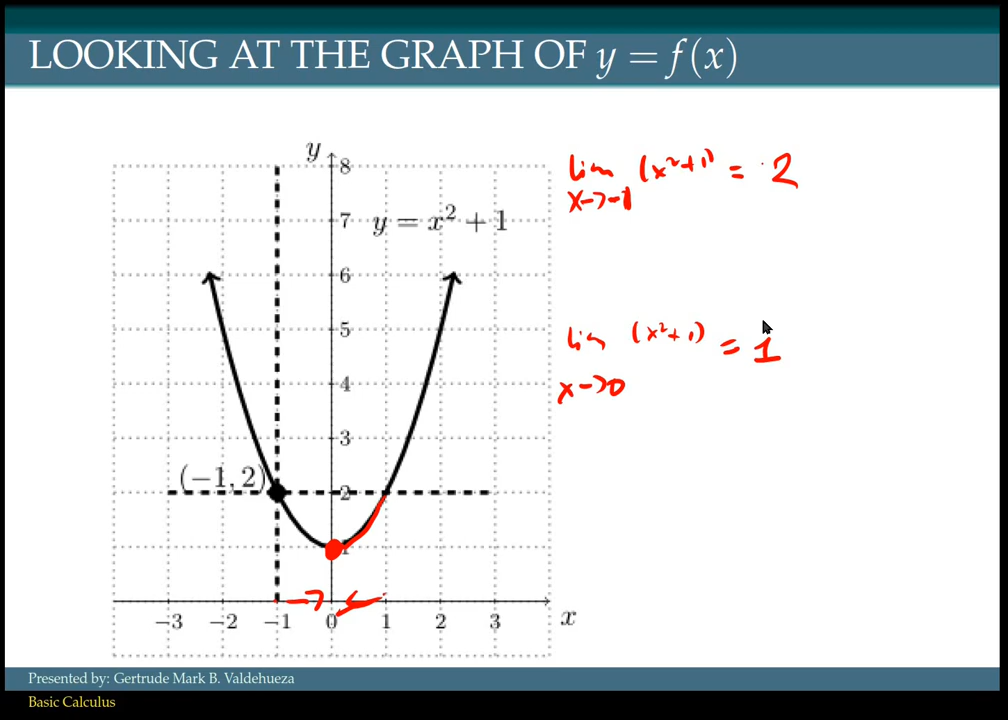 LOOKING AT THE GRAPH OF y = f(x)
y
8
7
6
5
4
3
2
1
y = x² + 1
(−1, 2)
−3 −2 −1 0 1 2 3 x
lim (x²+1) = 2
x→-1
lim (x²+1) = 1
x→0
Presented by: Gertrude Mark B. Valdehueza
Basic Calculus